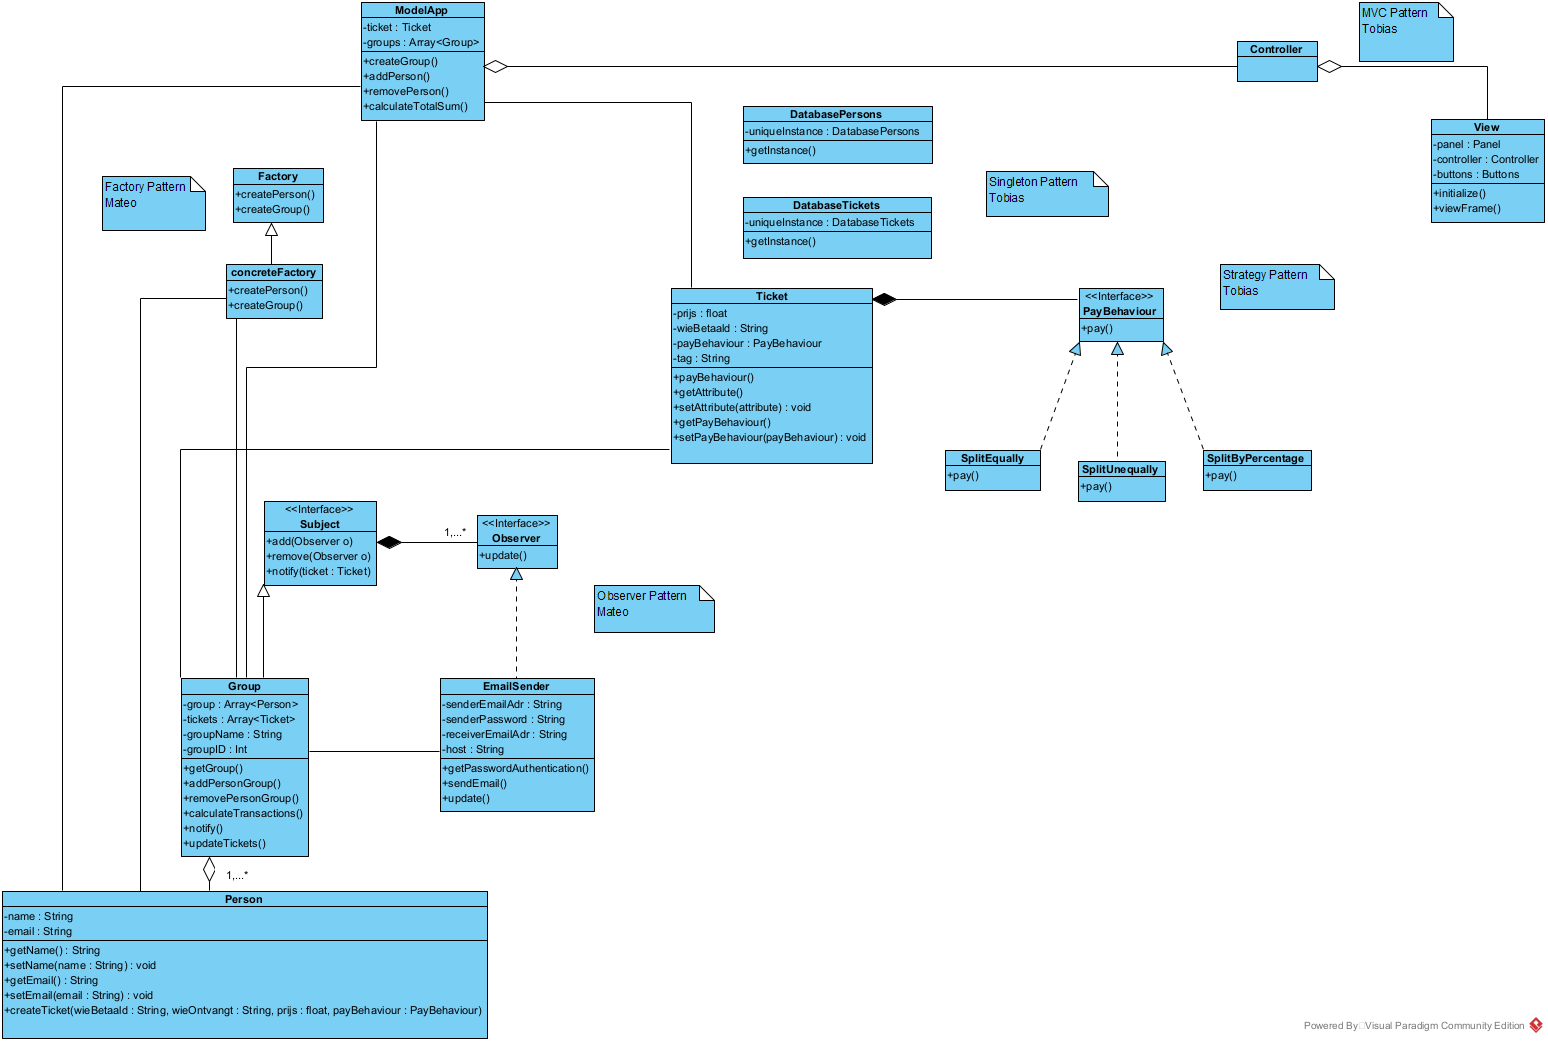 ModelApp
-ticket : Ticket
-groups : Array<Group>
+createGroup()
+addPerson()
+removePerson()
+calculateTotalSum()
MVC Pattern
Tobias
Controller
View
-panel : Panel
-controller : Controller
-buttons : Buttons
+initialize()
+viewFrame()
DatabasePersons
-uniqueInstance : DatabasePersons
+getInstance()
Factory Pattern
Mateo
Factory
+createPerson()
+createGroup()
Singleton Pattern
Tobias
DatabaseTickets
-uniqueInstance : DatabaseTickets
+getInstance()
concreteFactory
+createPerson()
+createGroup()
Strategy Pattern
Tobias
Ticket
-prijs : float
-wieBetaald : String
-payBehaviour : PayBehaviour
-tag : String
+payBehaviour()
+getAttribute()
+setAttribute(attribute) : void
+getPayBehaviour()
+setPayBehaviour(payBehaviour) : void
<<Interface>>
PayBehaviour
+pay()
SplitEqually
+pay()
SplitUnequally
+pay()
SplitByPercentage
+pay()
<<Interface>>
Subject
+add(Observer o)
+remove(Observer o)
+notify(ticket : Ticket)
1,...*
<<Interface>>
Observer
+update()
Observer Pattern
Mateo
Group
-group : Array<Person>
-tickets : Array<Ticket>
-groupName : String
-groupID : Int
+getGroup()
+addPersonGroup()
+removePersonGroup()
+calculateTransactions()
+notify()
+updateTickets()
EmailSender
-senderEmailAdr : String
-senderPassword : String
-receiverEmailAdr : String
-host : String
+getPasswordAuthentication()
+sendEmail()
+update()
1,...*
Person
-name : String
-email : String
+getName() : String
+setName(name : String) : void
+getEmail() : String
+setEmail(email : String) : void
+createTicket(wieBetaald : String, wieOntvangt : String, prijs : float, payBehaviour : PayBehaviour)
Powered By Visual Paradigm Community Edition